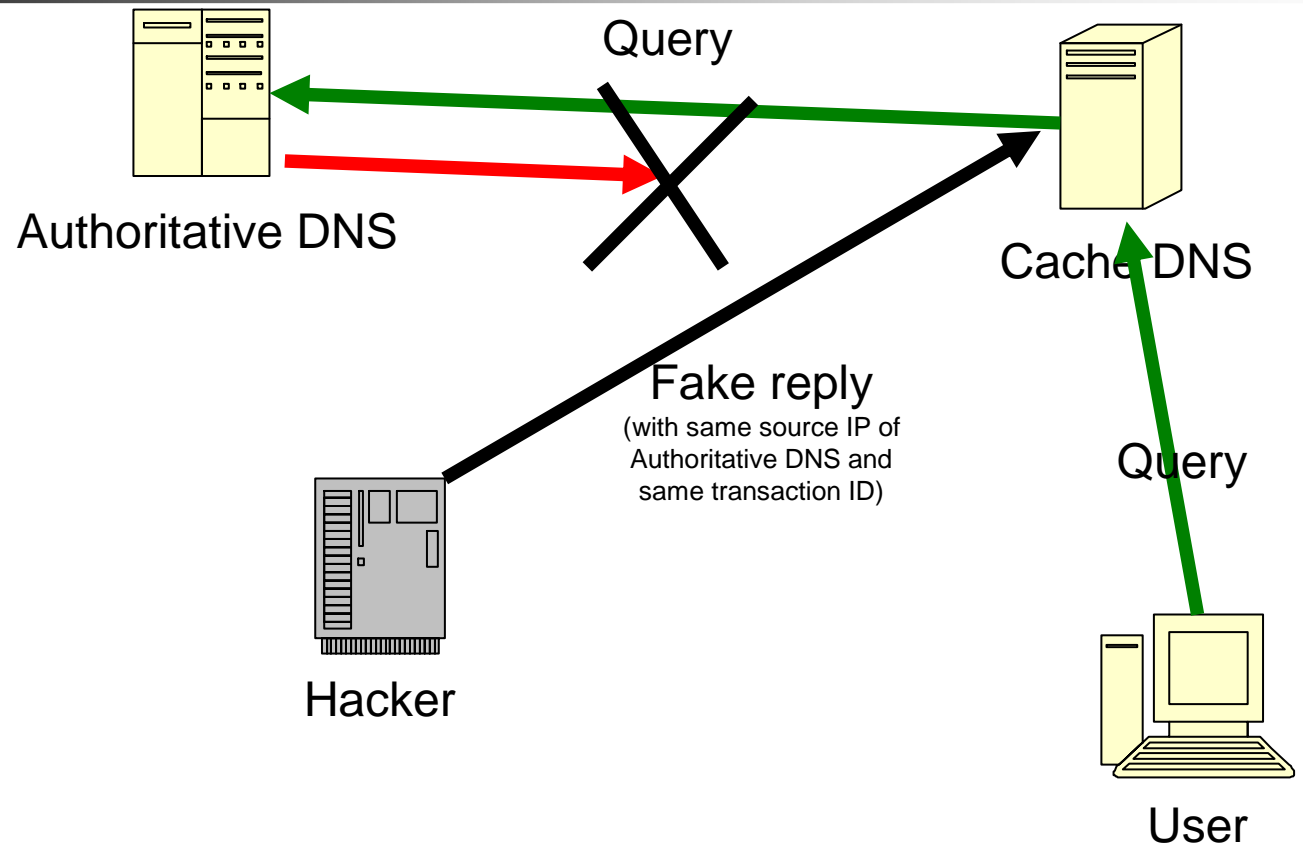 Query
Authoritative DNS
Cache DNS
Fake reply
(with same source IP of
Authoritative DNS and
same transaction ID)
Query
Hacker
User